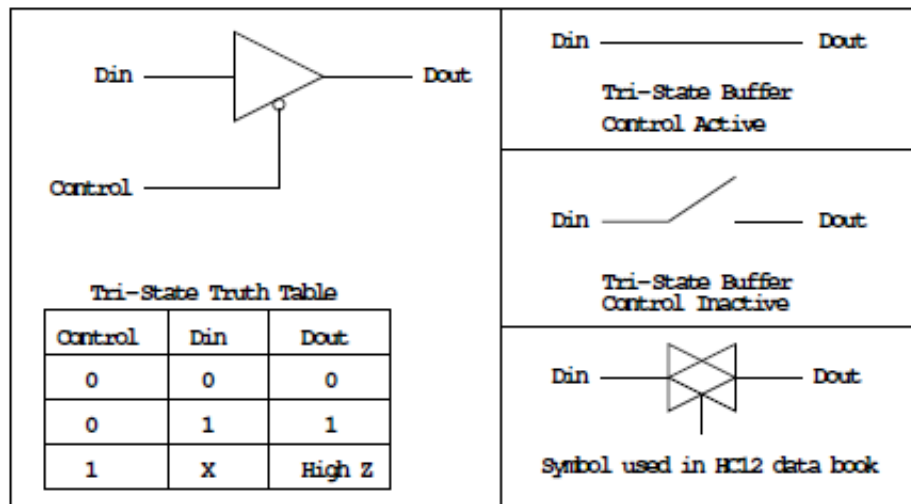 Din
Dout
Control
Tri-State Truth Table
Control Din Dout
0 0 0
0 1 1
1 X High Z
Din Dout
Tri-State Buffer
Control Active
Din Dout
Tri-State Buffer
Control Inactive
Din Dout
Symbol used in HC12 data book